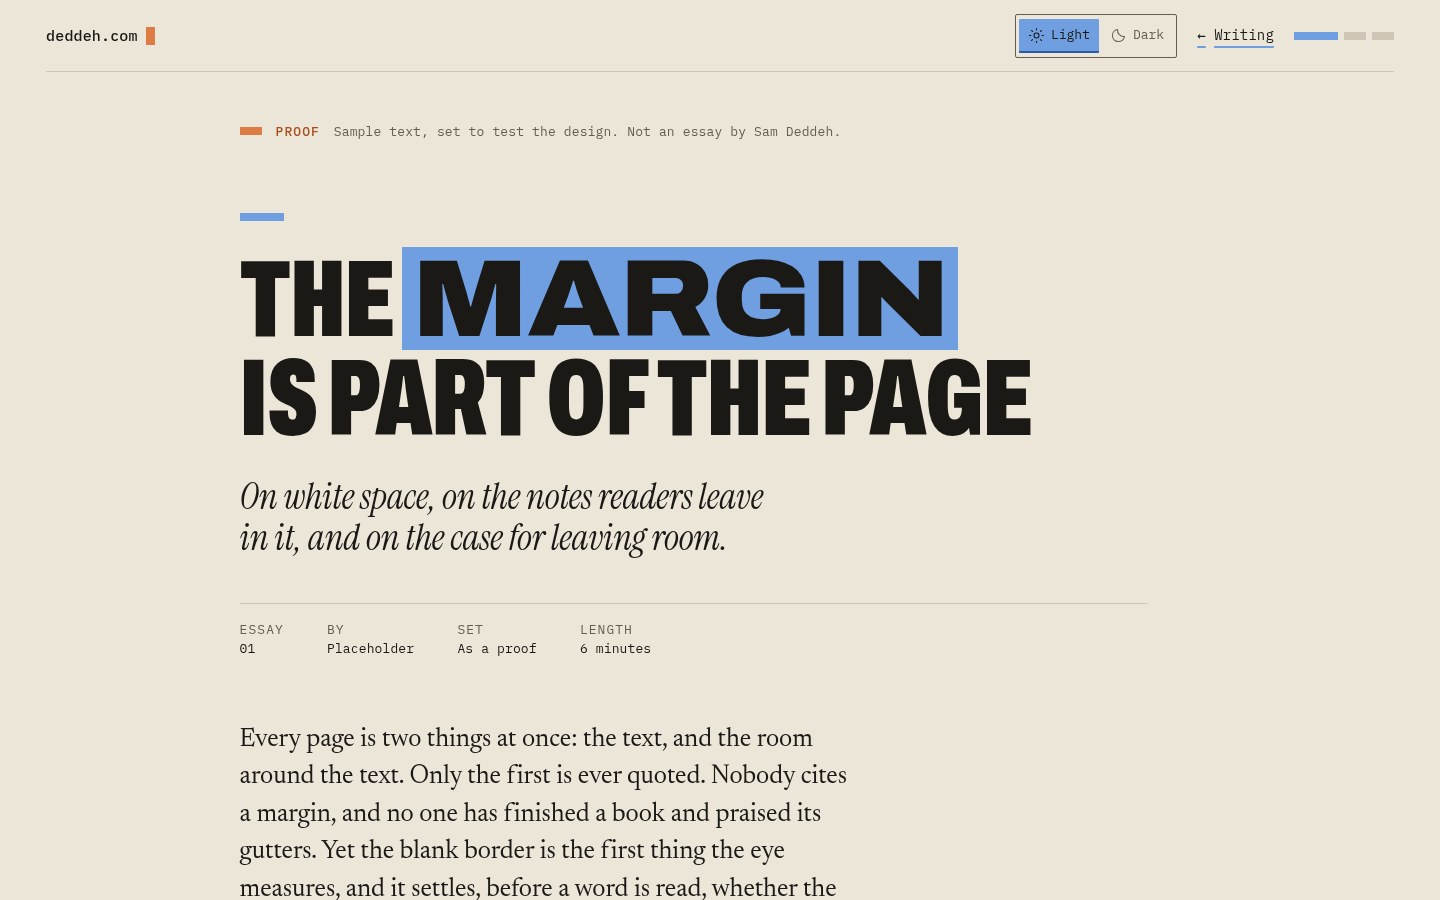 deddeh.com
Light
Dark
← Writing
PROOF Sample text, set to test the design. Not an essay by Sam Deddeh.
THE MARGIN
IS PART OF THE PAGE
On white space, on the notes readers leave
in it, and on the case for leaving room.
ESSAY
01
BY
Placeholder
SET
As a proof
LENGTH
6 minutes
Every page is two things at once: the text, and the room
around the text. Only the first is ever quoted. Nobody cites
a margin, and no one has finished a book and praised its
gutters. Yet the blank border is the first thing the eye
measures, and it settles, before a word is read, whether the